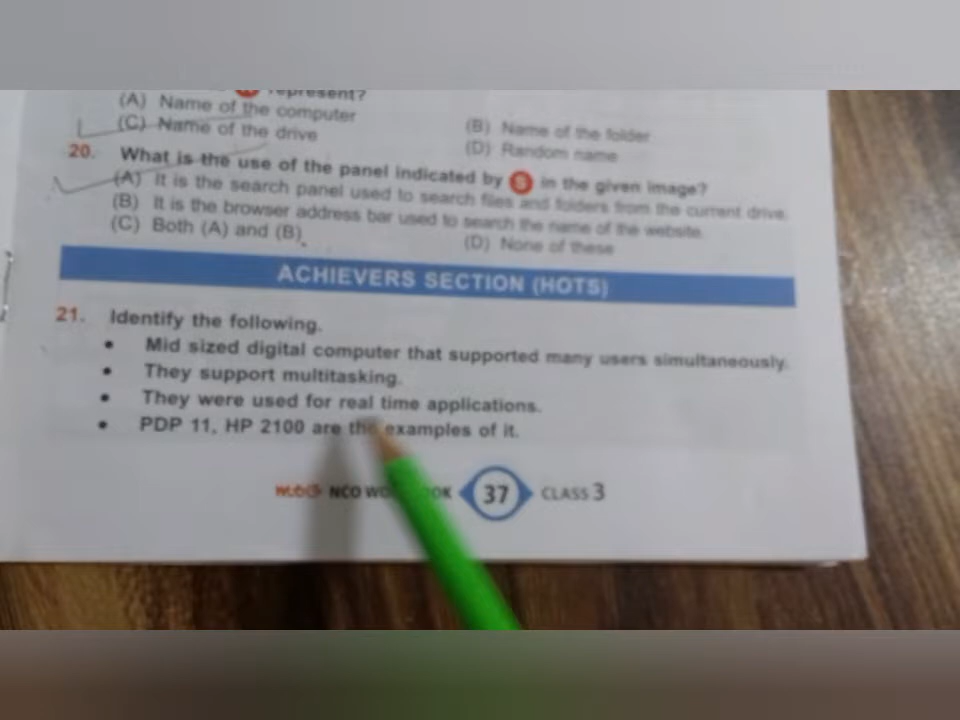 represent?
(A) Name of the computer
(B) Name of the folder
(C) Name of the drive
(D) Random name
20. What is the use of the panel indicated by in the given image?
(A) It is the search panel used to search files and folders from the current drive.
(B) It is the browser address bar used to search the name of the website.
(C) Both (A) and (B)
(D) None of these
ACHIEVERS SECTION (HOTS)
21. Identify the following.
• Mid sized digital computer that supported many users simultaneously.
• They support multitasking.
• They were used for real time applications.
• PDP 11, HP 2100 are the examples of it.
NCO 37 CLASS 3